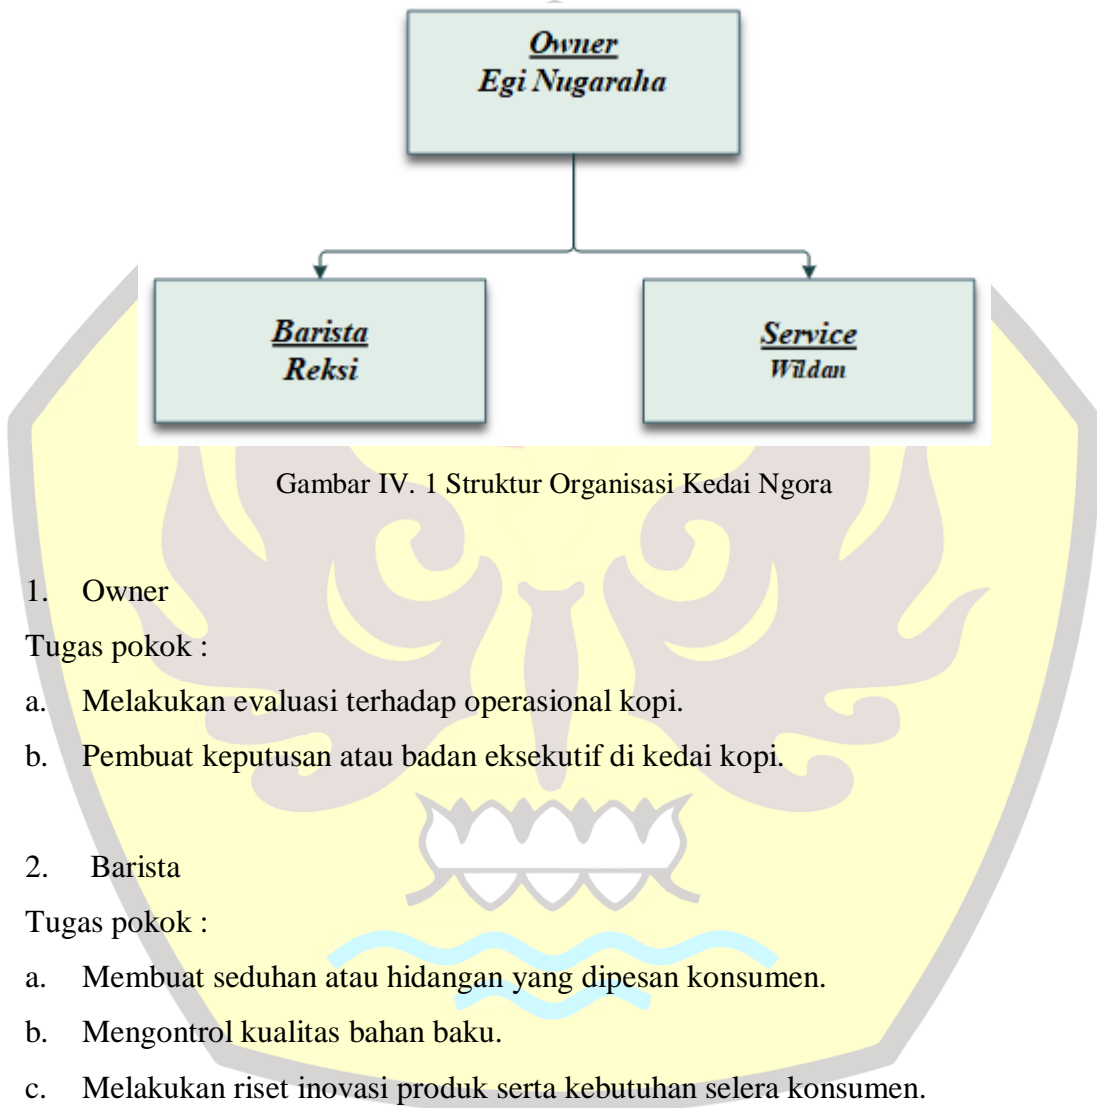 Owner
Egi Nugaraha
Barista
Reksi
Service
Wildan
Gambar IV. 1 Struktur Organisasi Kedai Ngora
1. Owner
Tugas pokok :
a. Melakukan evaluasi terhadap operasional kopi.
b. Pembuat keputusan atau badan eksekutif di kedai kopi.
2. Barista
Tugas pokok :
a. Membuat seduhan atau hidangan yang dipesan konsumen.
b. Mengontrol kualitas bahan baku.
c. Melakukan riset inovasi produk serta kebutuhan selera konsumen.